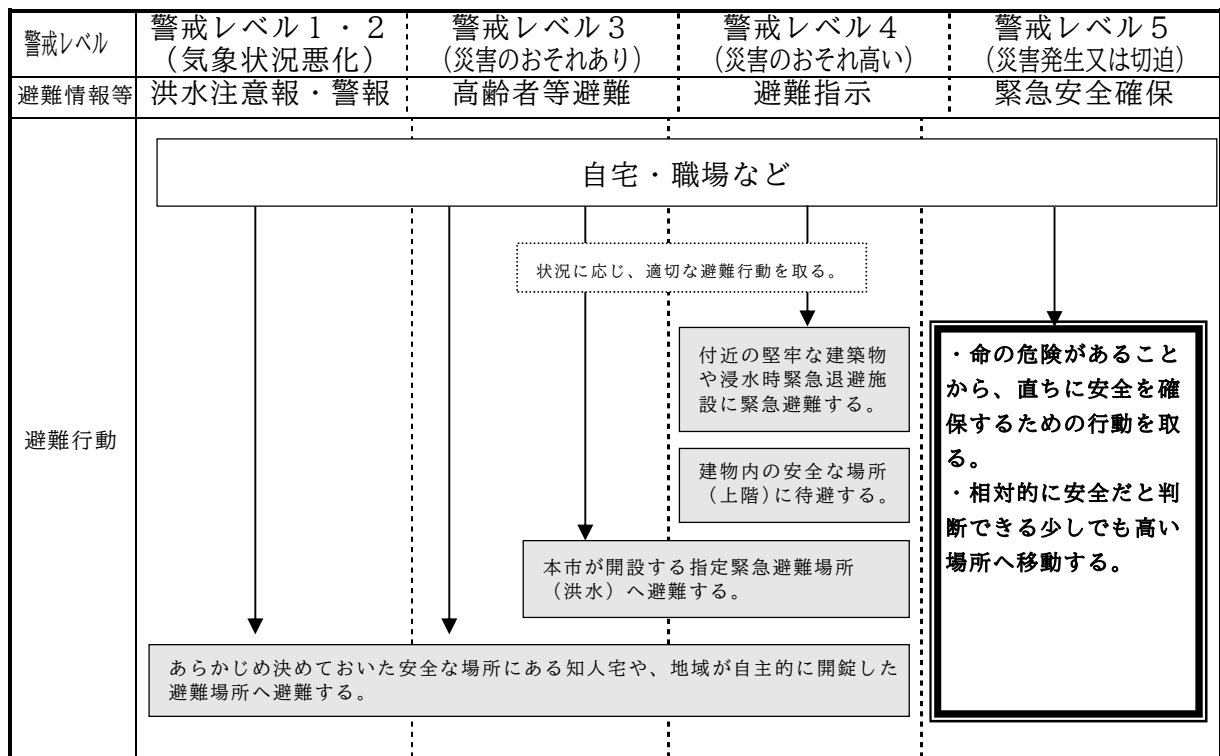 警戒レベル
警戒レベル1・2
(気象状況悪化)
警戒レベル3
(災害のおそれあり)
警戒レベル4
(災害のおそれ高い)
警戒レベル5
(災害発生又は切迫)
避難情報等
洪水注意報・警報
高齢者等避難
避難指示
緊急安全確保
避難行動
自宅・職場など
状況に応じ、適切な避難行動を取る。
付近の堅牢な建築物
や浸水時緊急退避施
設に緊急避難する。
建物内の安全な場所
(上階)に待避する。
本市が開設する指定緊急避難場所
(洪水)へ避難する。
あらかじめ決めておいた安全な場所にある知人宅や、地域が自主的に開錠した
避難場所へ避難する。
・命の危険があること
から、直ちに安全を確
保するための行動を取
る。
・相対的に安全だと判
断できる少しでも高い
場所へ移動する。